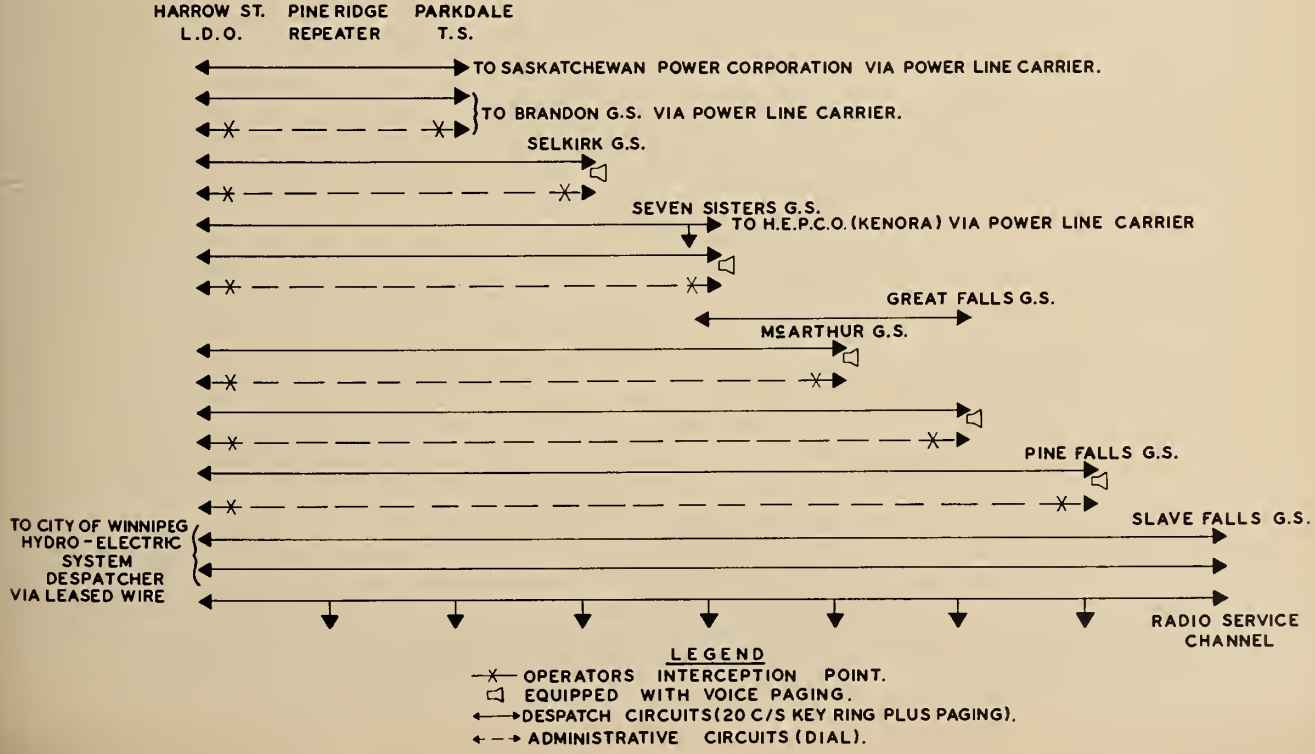 HARROW ST. PINE RIDGE PARKDALE
L.D.O. REPEATER T.S.
TO SASKATCHEWAN POWER CORPORATION VIA POWER LINE CARRIER.
TO BRANDON G.S. VIA POWER LINE CARRIER.
SELKIRK G.S.
SEVEN SISTERS G.S.
TO H.E.P.C.O. (KENORA) VIA POWER LINE CARRIER
GREAT FALLS G.S.
McARTHUR G.S.
PINE FALLS G.S.
SLAVE FALLS G.S.
TO CITY OF WINNIPEG
HYDRO-ELECTRIC
SYSTEM
DESPATCHER
VIA LEASED WIRE
RADIO SERVICE
CHANNEL
LEGEND
OPERATORS INTERCEPTION POINT.
EQUIPPED WITH VOICE PAGING.
DESPATCH CIRCUITS (20 C/S KEY RING PLUS PAGING).
ADMINISTRATIVE CIRCUITS (DIAL).